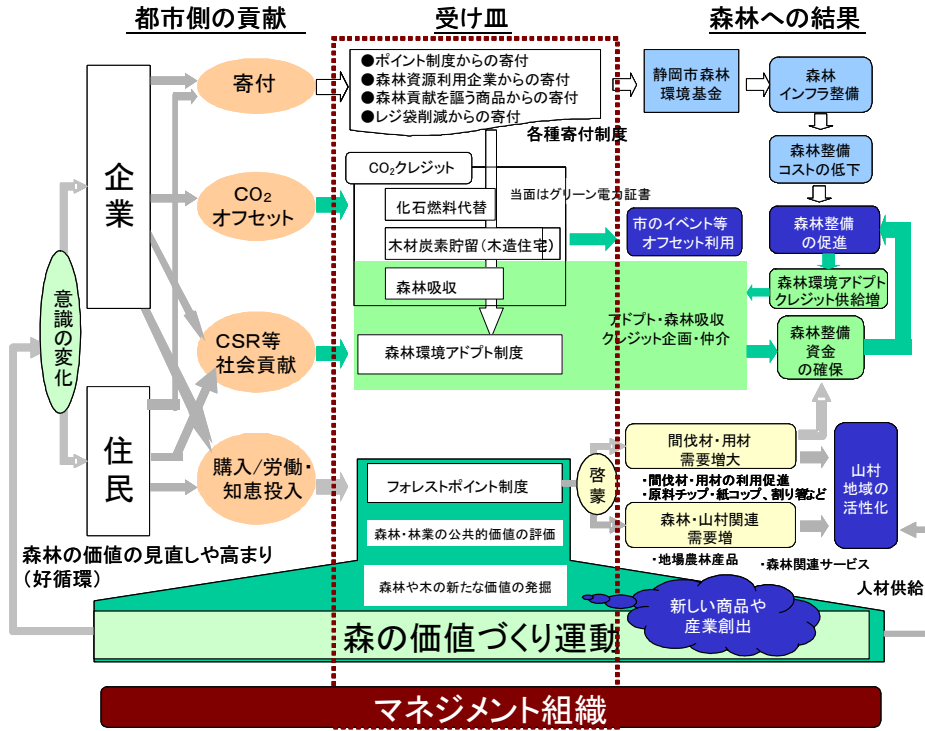 都市側の貢献
受け皿
森林への結果
企業
住民
意識の変化
寄付
CO₂
オフセット
CSR等
社会貢献
購入/労働・
知恵投入
●ポイント制度からの寄付
●森林資源利用企業からの寄付
●森林貢献を謳う商品からの寄付
●レジ袋削減からの寄付
各種寄付制度
CO₂クレジット
当面はグリーン電力証書
化石燃料代替
木材炭素貯留(木造住宅)
森林吸収
森林環境アドプト制度
アドプト・森林吸収
クレジット企画・仲介
静岡市森林
環境基金
森林
インフラ整備
森林整備
コストの低下
市のイベント等
オフセット利用
森林整備
の促進
森林環境アドプト
クレジット供給増
森林整備
資金
の確保
フォレストポイント制度
啓蒙
間伐材・用材
需要増大
・間伐材・用材の利用促進
・原料チップ・紙コップ、割り箸など
森林・山村関連
需要増
・地場農林産品
・森林関連サービス
山村
地域の
活性化
人材供給
森林・林業の公共的価値の評価
森林や木の新たな価値の発掘
森林の価値の見直しや高まり
(好循環)
新しい商品や
産業創出
森の価値づくり運動
マネジメント組織